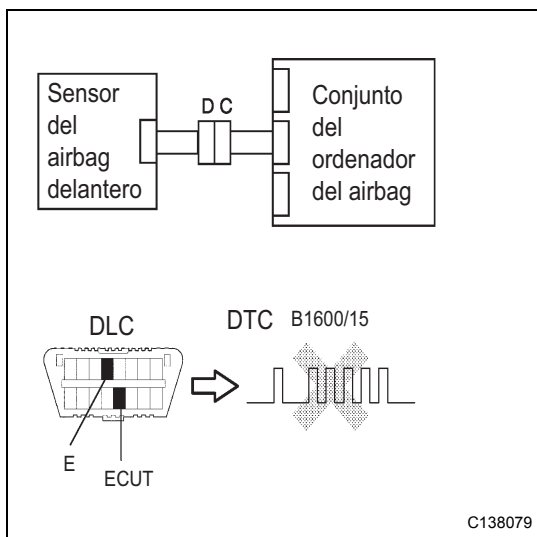 Sensor
del
airbag
delantero
D C
Conjunto
del
ordenador
del airbag
DLC
DTC B1600/15
E
ECUT
C138079